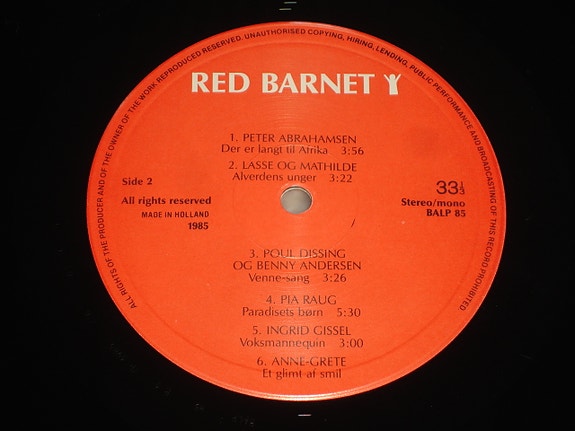 ALL RIGHTS OF THE PRODUCER AND OF THE OWNER OF THE WORK REPRODUCED RESERVED. UNAUTHORISED COPYING, HIRING, LENDING, PUBLIC PERFORMANCE AND BROADCASTING OF THIS RECORD PROHIBITED
RED BARNET
1. PETER ABRAHAMSEN
Der er langt til Afrika 3:56
2. LASSE OG MATHILDE
Alverdens unger 3:22
Side 2
All rights reserved
MADE IN HOLLAND
1985
33⅓
Stereo/mono
BALP 85
3. POUL DISSING
OG BENNY ANDERSEN
Venne-sang 3:26
4. PIA RAUG
Paradisets børn 5:30
5. INGRID GISSEL
Voksmannequin 3:00
6. ANNE-GRETE
Et glimt af smil